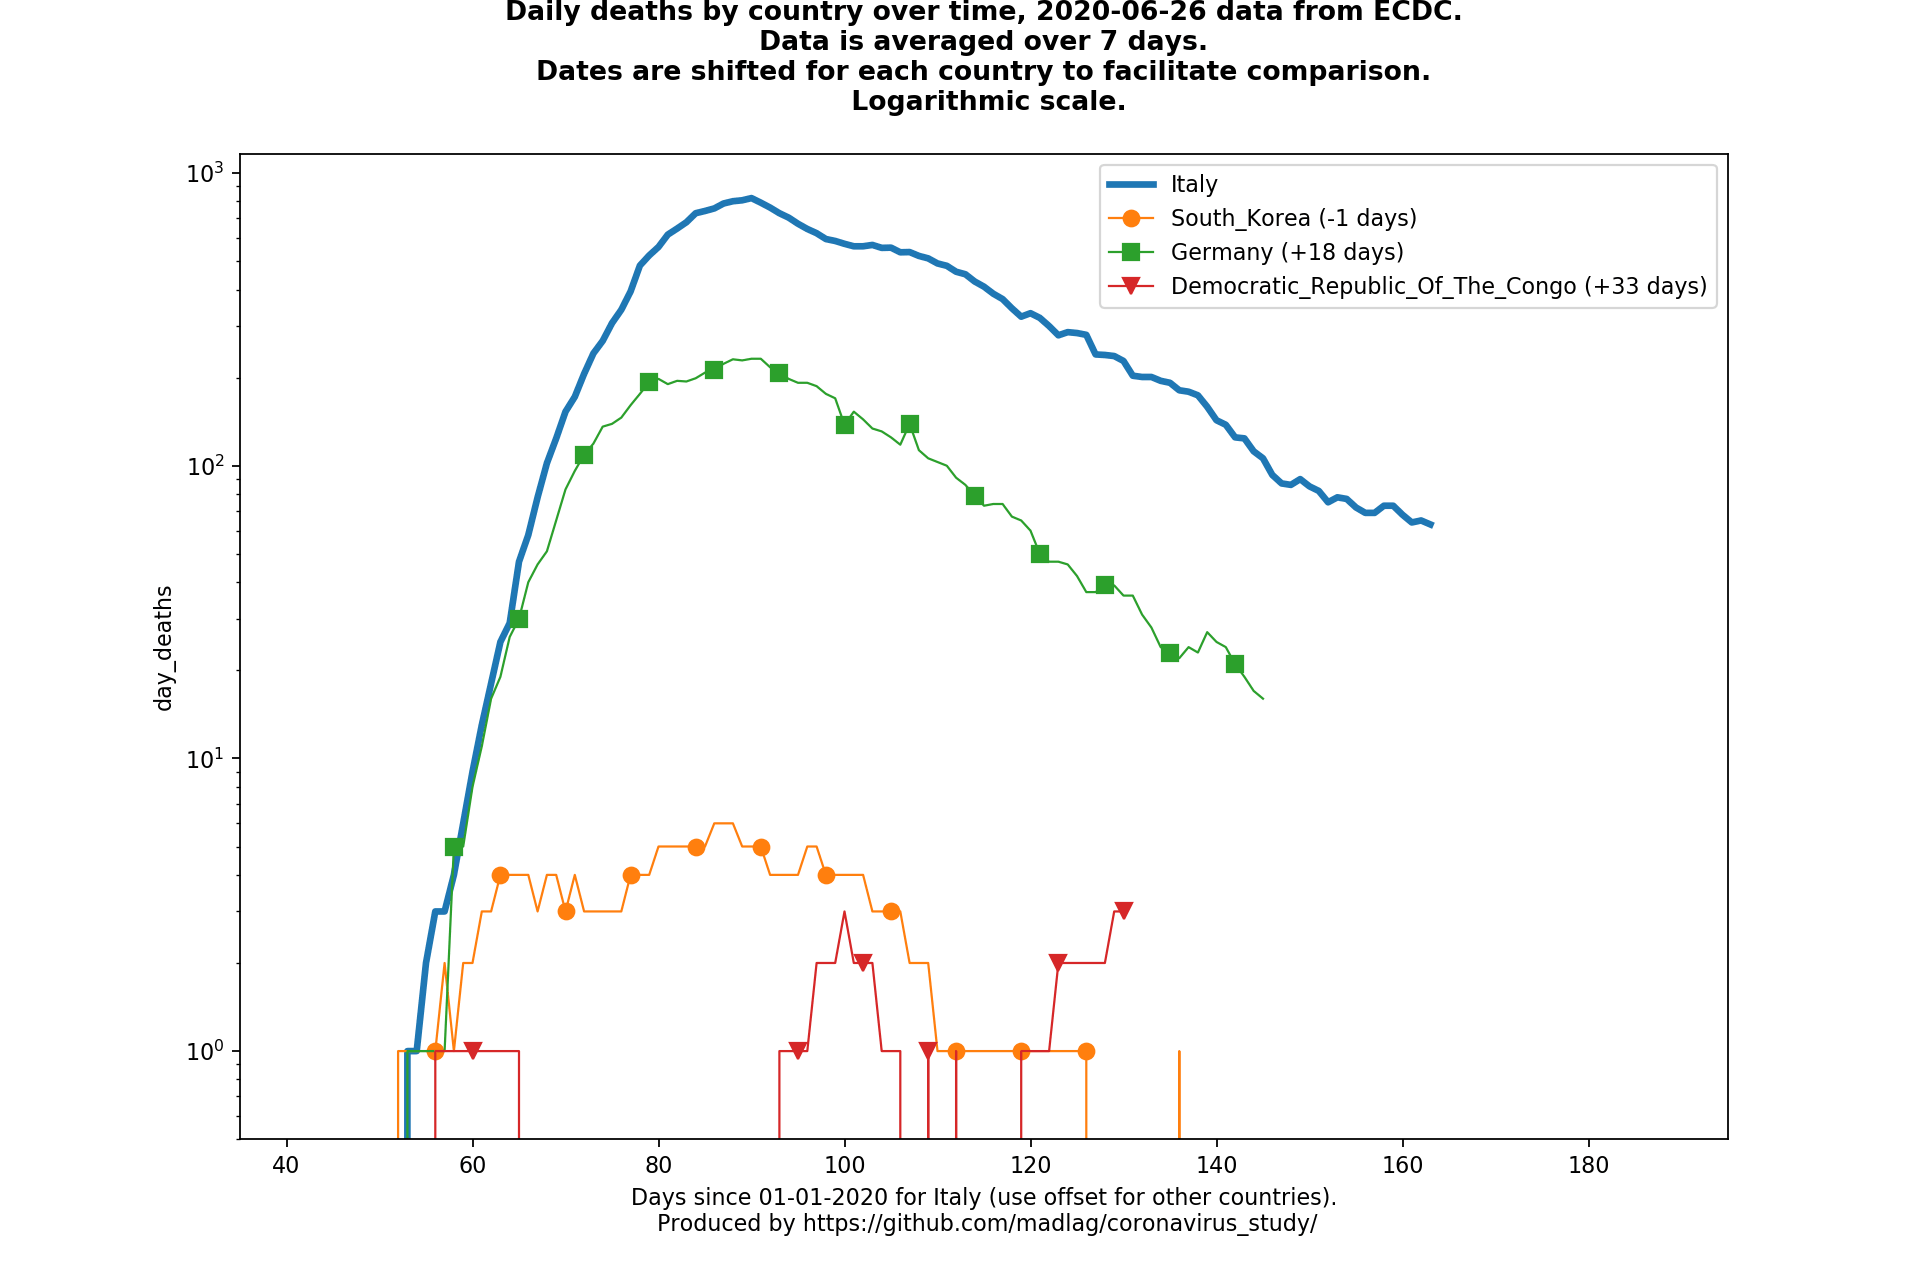 Daily deaths by country over time, 2020-06-26 data from ECDC.
Data is averaged over 7 days.
Dates are shifted for each country to facilitate comparison.
Logarithmic scale.
10³
10²
10¹
10⁰
day_deaths
Italy
South_Korea (-1 days)
Germany (+18 days)
Democratic_Republic_Of_The_Congo (+33 days)
40 60 80 100 120 140 160 180
Days since 01-01-2020 for Italy (use offset for other countries).
Produced by https://github.com/madlag/coronavirus_study/